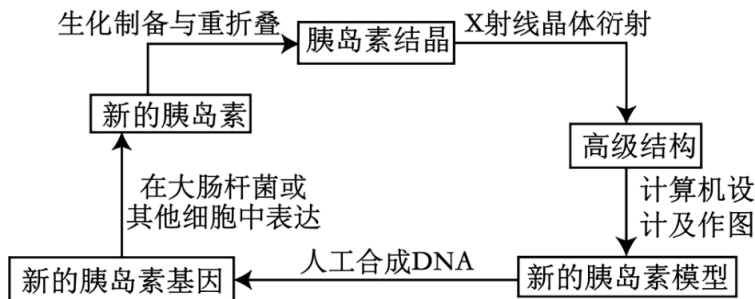 生化制备与重折叠
胰岛素结晶
X射线晶体衍射
新的胰岛素
高级结构
在大肠杆菌或
其他细胞中表达
计算机设
计及作图
新的胰岛素基因
人工合成DNA
新的胰岛素模型